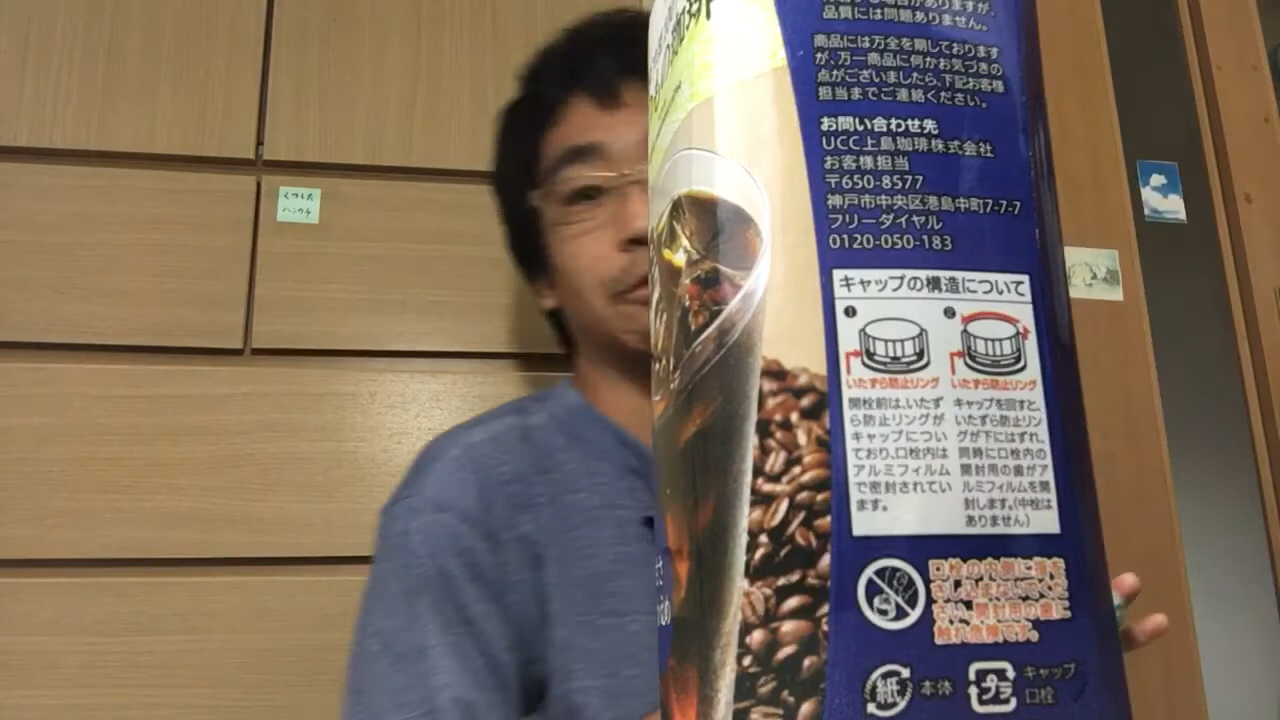 くつした
ハンカチ
品質には問題ありません。
商品には万全を期しております
が、万一商品に何かお気づきの
点がございましたら、下記お客様
担当までご連絡ください。
お問い合わせ先
UCC上島珈琲株式会社
お客様担当
〒650-8577
神戸市中央区港島中町7-7-7
フリーダイヤル
0120-050-183
キャップの構造について
❶
いたずら防止リング
開栓前は、いたず
ら防止リングが
キャップについ
ており、口栓内は
アルミフィルム
で密封されてい
ます。
❷
いたずら防止リング
キャップを回すと、
いたずら防止リン
グが下にはずれ、
同時に口栓内の
開封用の歯がア
ルミフィルムを開
封します。(中栓は
ありません)
口栓の内側に指を
さし込まないでくだ
さい。開封用の歯に
触れ危険です。
紙 本体
プラ キャップ
口栓